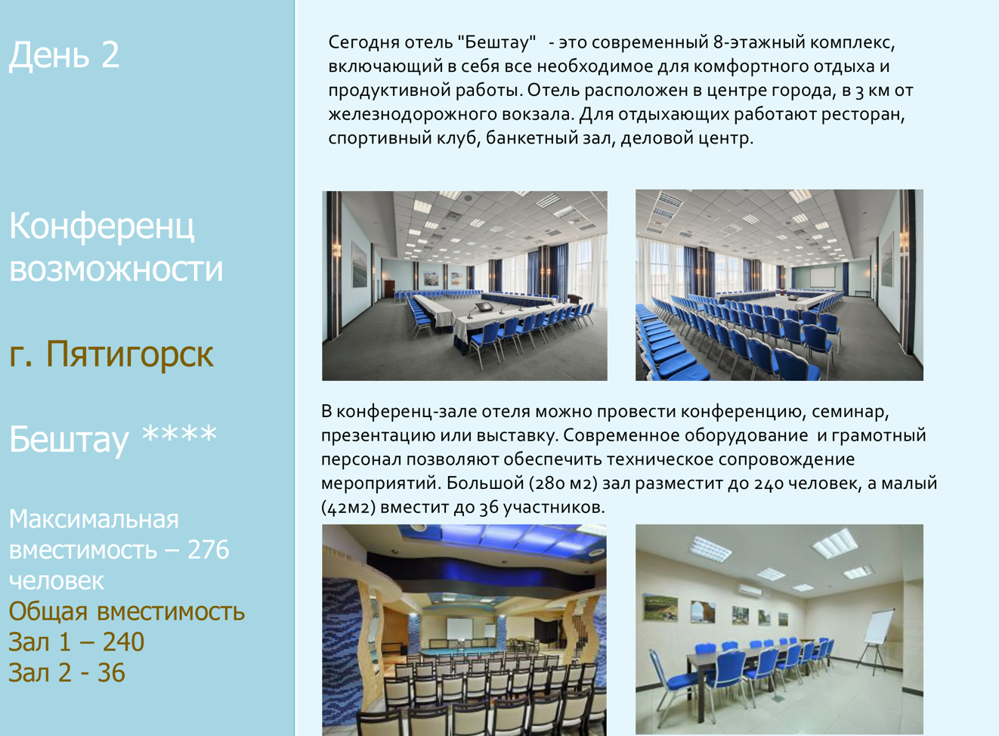 День 2
Конференц
возможности
г. Пятигорск
Бештау ****
Максимальная
вместимость – 276
человек
Общая вместимость
Зал 1 – 240
Зал 2 - 36
Сегодня отель "Бештау"   - это современный 8-этажный комплекс,
включающий в себя все необходимое для комфортного отдыха и
продуктивной работы. Отель расположен в центре города, в 3 км от
железнодорожного вокзала. Для отдыхающих работают ресторан,
спортивный клуб, банкетный зал, деловой центр.
В конференц-зале отеля можно провести конференцию, семинар,
презентацию или выставку. Современное оборудование  и грамотный
персонал позволяют обеспечить техническое сопровождение
мероприятий. Большой (280 м2) зал разместит до 240 человек, а малый
(42м2) вместит до 36 участников.